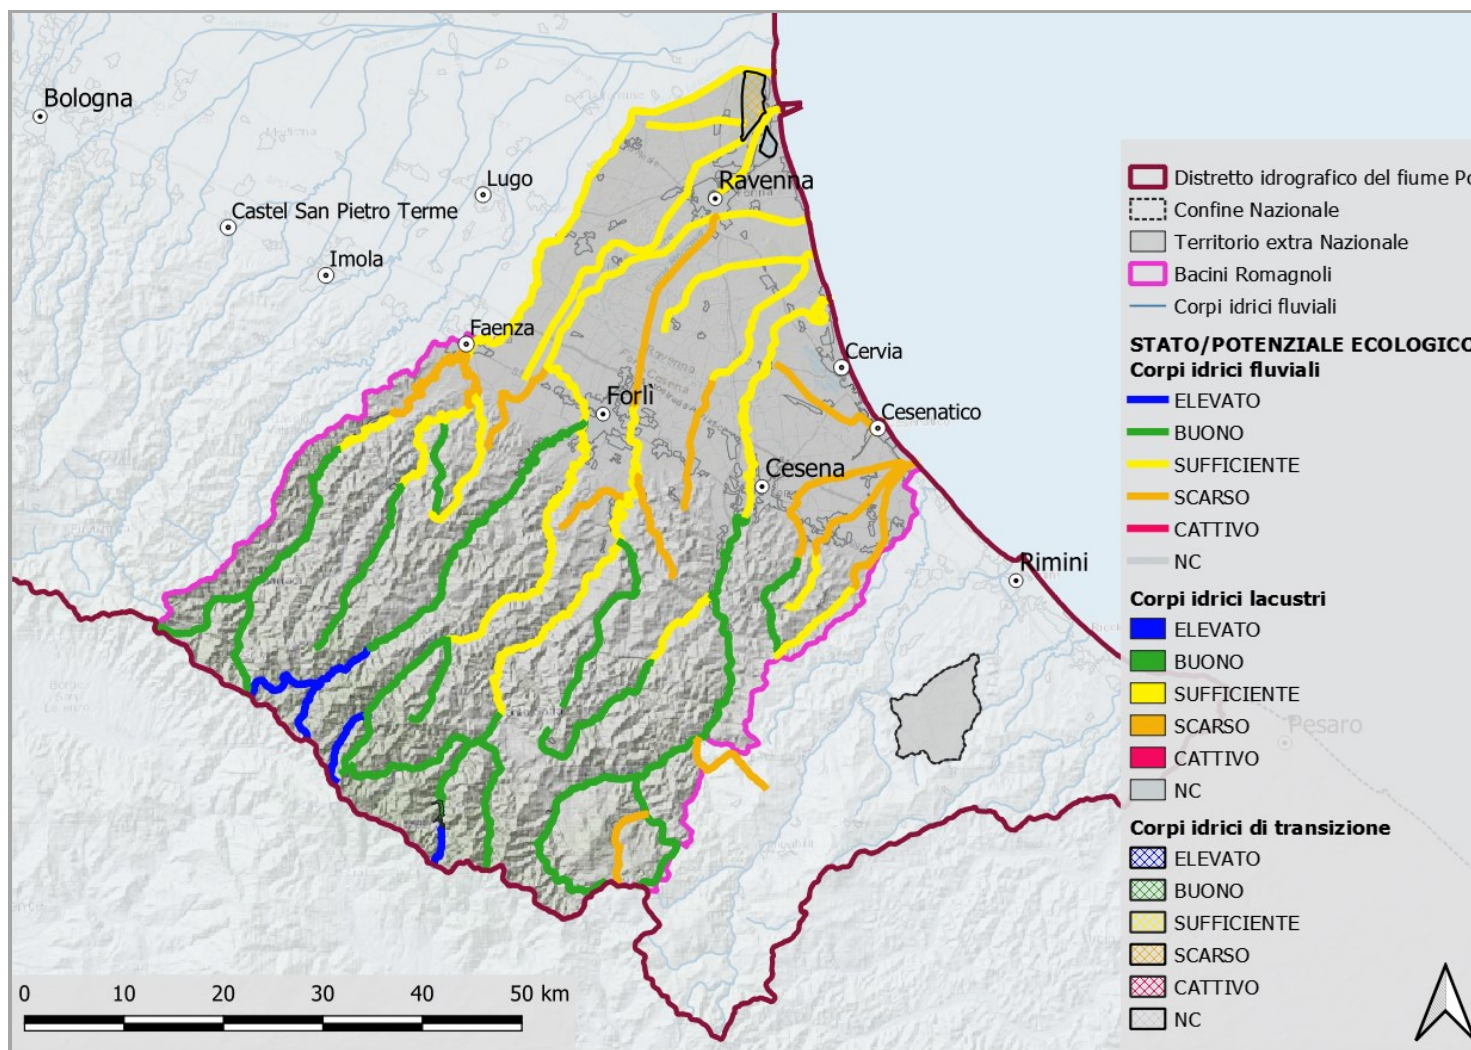 Bologna
Lugo
Castel San Pietro Terme
Imola
Ravenna
Faenza
Forlì
Cervia
Cesenatico
Cesena
Rimini
Pesaro
0 10 20 30 40 50 km
Distretto idrografico del fiume Po
Confine Nazionale
Territorio extra Nazionale
Bacini Romagnoli
Corpi idrici fluviali
STATO/POTENZIALE ECOLOGICO
Corpi idrici fluviali
ELEVATO
BUONO
SUFFICIENTE
SCARSO
CATTIVO
NC
Corpi idrici lacustri
ELEVATO
BUONO
SUFFICIENTE
SCARSO
CATTIVO
NC
Corpi idrici di transizione
ELEVATO
BUONO
SUFFICIENTE
SCARSO
CATTIVO
NC